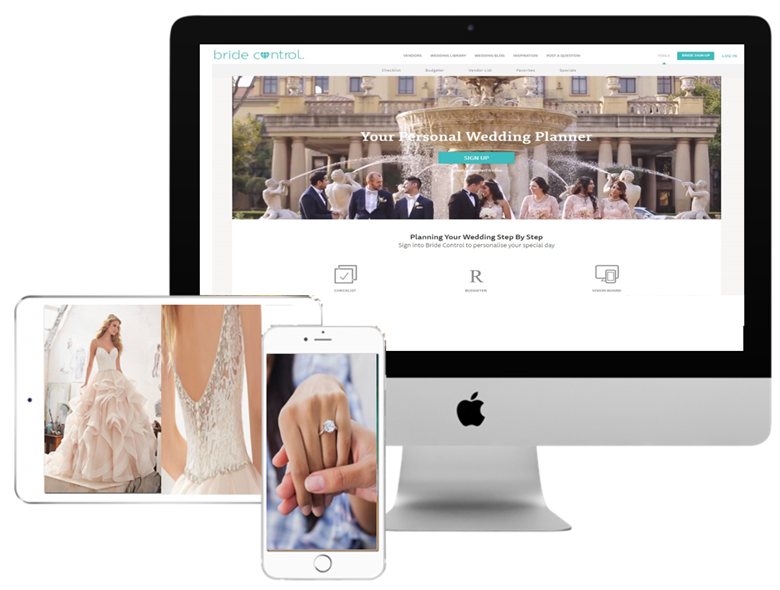 bride control.
VENDORS WEDDING LIBRARY WEDDING BLOG INSPIRATION POST A QUESTION TOOLS BRIDE SIGN UP LOG IN
Checklist Budgeter Vendor List Favorites Specials
Your Personal Wedding Planner
SIGN UP
Planning Your Wedding Step By Step
Sign into Bride Control to personalise your special day
R
CHECKLIST BUDGETER VISION BOARD